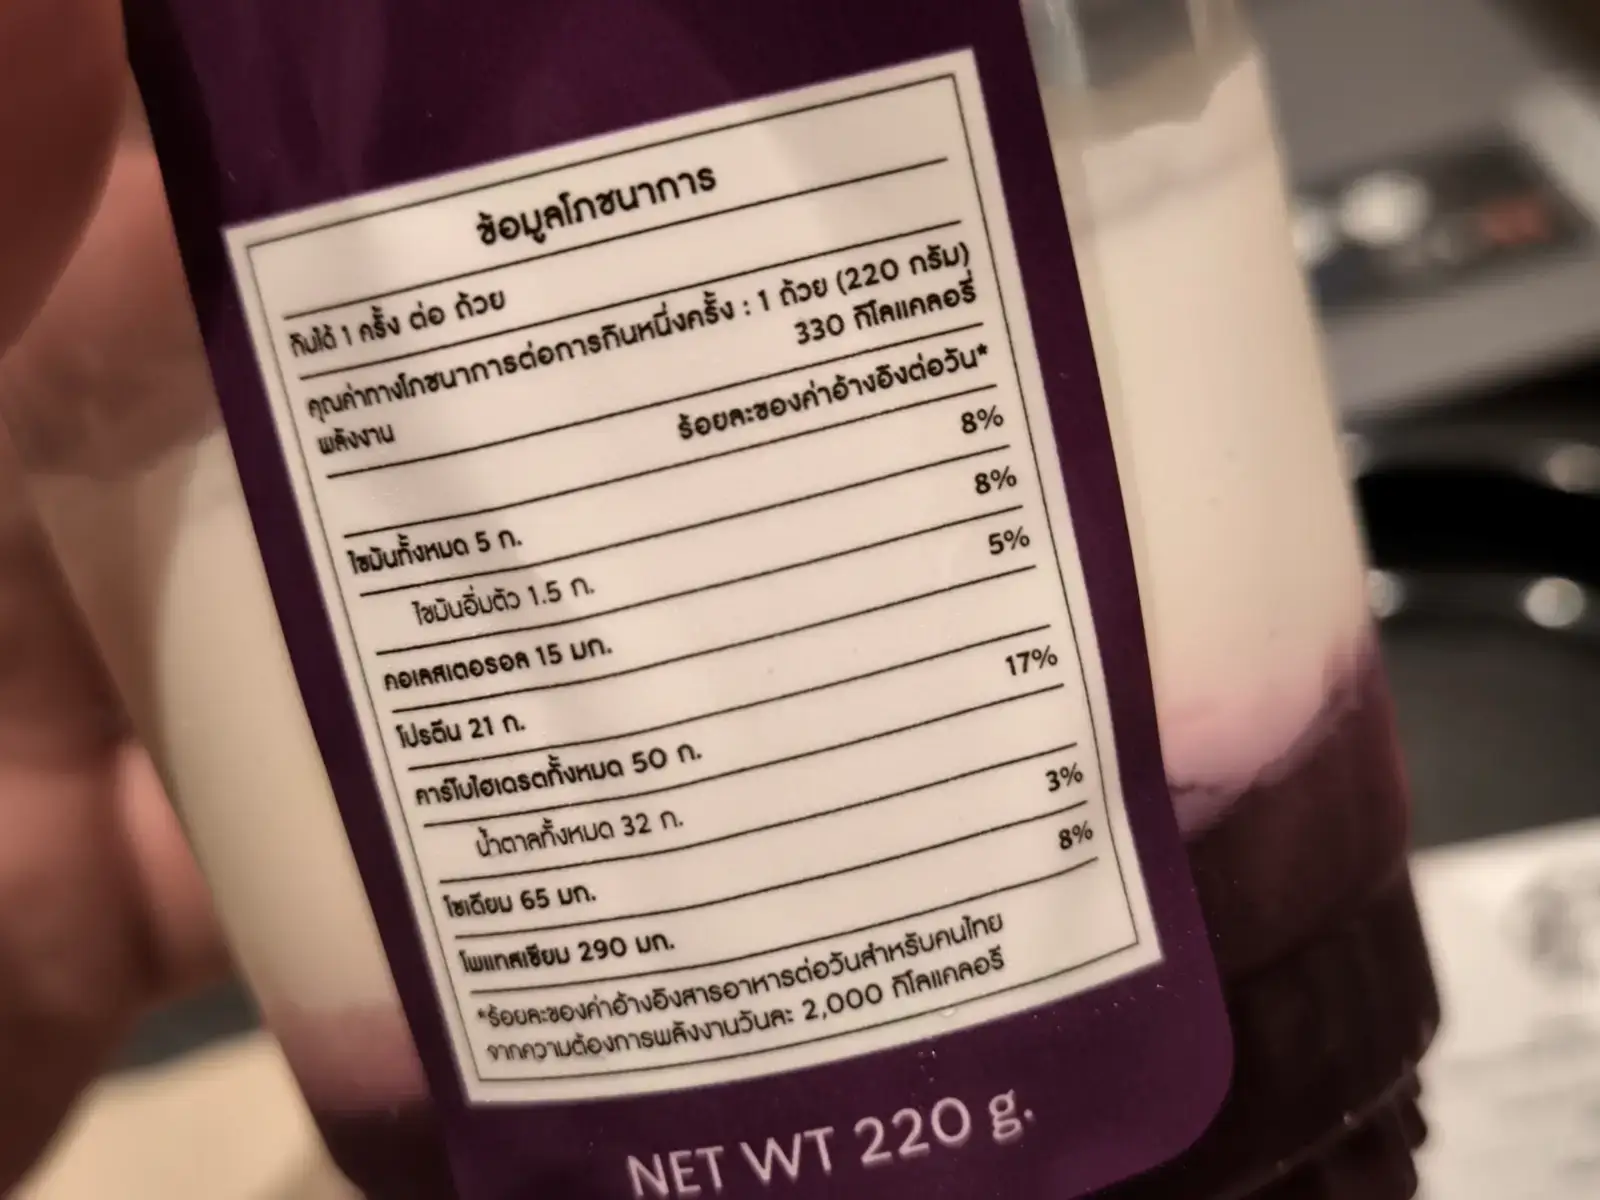 ข้อมูลโภชนาการ
กินได้ 1 ครั้ง ต่อ ถ้วย
คุณค่าทางโภชนาการต่อการกินหนึ่งครั้ง : 1 ถ้วย (220 กรัม)
พลังงาน 330 กิโลแคลอรี่
ร้อยละของค่าอ้างอิงต่อวัน*
ไขมันทั้งหมด 5 ก. 8%
ไขมันอิ่มตัว 1.5 ก. 8%
คอเลสเตอรอล 15 มก. 5%
โปรตีน 21 ก.
คาร์โบไฮเดรตทั้งหมด 50 ก. 17%
น้ำตาลทั้งหมด 32 ก.
โซเดียม 65 มก. 3%
โพแทสเซียม 290 มก. 8%
*ร้อยละของค่าอ้างอิงสารอาหารต่อวันสำหรับคนไทย
จากความต้องการพลังงานวันละ 2,000 กิโลแคลอรี
NET WT 220 g.